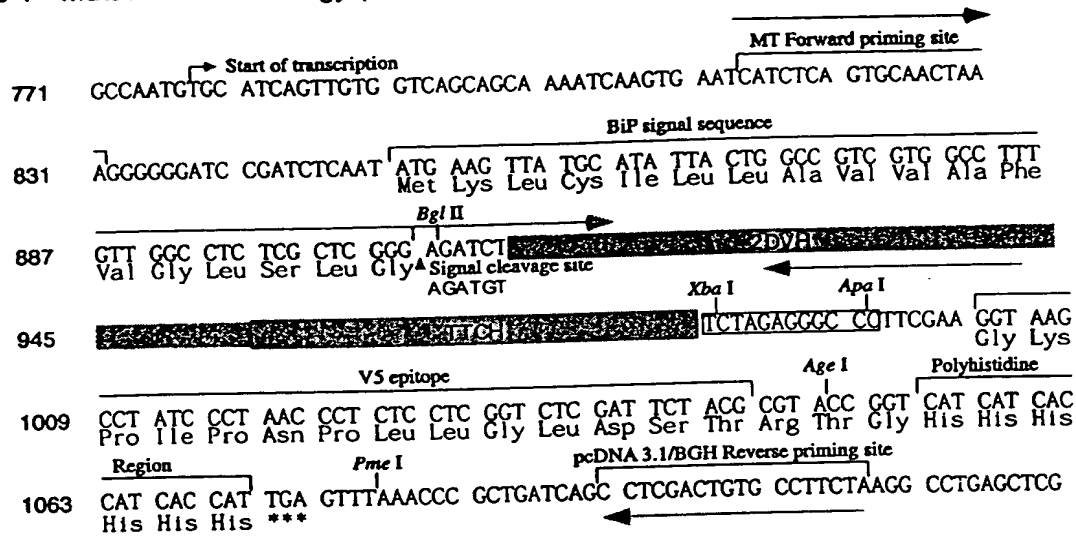 MT Forward priming site
Start of transcription
771 GCCAATGTGC ATCAGTTGTG GTCAGCAGCA AAATCAAGTG AATCATCTCA GTGCAACTAA
BiP signal sequence
831 AGGGGGGATC CGATCTCAAT ATG AAG TTA TGC ATA TTA CTG GCC GTC GTG GCC TTT
Met Lys Leu Cys Ile Leu Leu Ala Val Val Ala Phe
Bgl II
887 GTT GGC CTC TCG CTC GGG AGATCT
Val Gly Leu Ser Leu Gly Signal cleavage site
AGATGT
Xba I Apa I
945 TCTAGAGGGC CCTTCGAA GGT AAG
Gly Lys
V5 epitope Age I Polyhistidine
1009 CCT ATC CCT AAC CCT CTC CTC GGT CTC GAT TCT ACG CGT ACC GGT CAT CAT CAC
Pro Ile Pro Asn Pro Leu Leu Gly Leu Asp Ser Thr Arg Thr Gly His His His
Region Pme I pcDNA 3.1/BGH Reverse priming site
1063 CAT CAC CAT TGA GTTTAAACCC GCTGATCAGC CTCGACTGTG CCTTCTAAGG CCTGAGCTCG
His His His ***